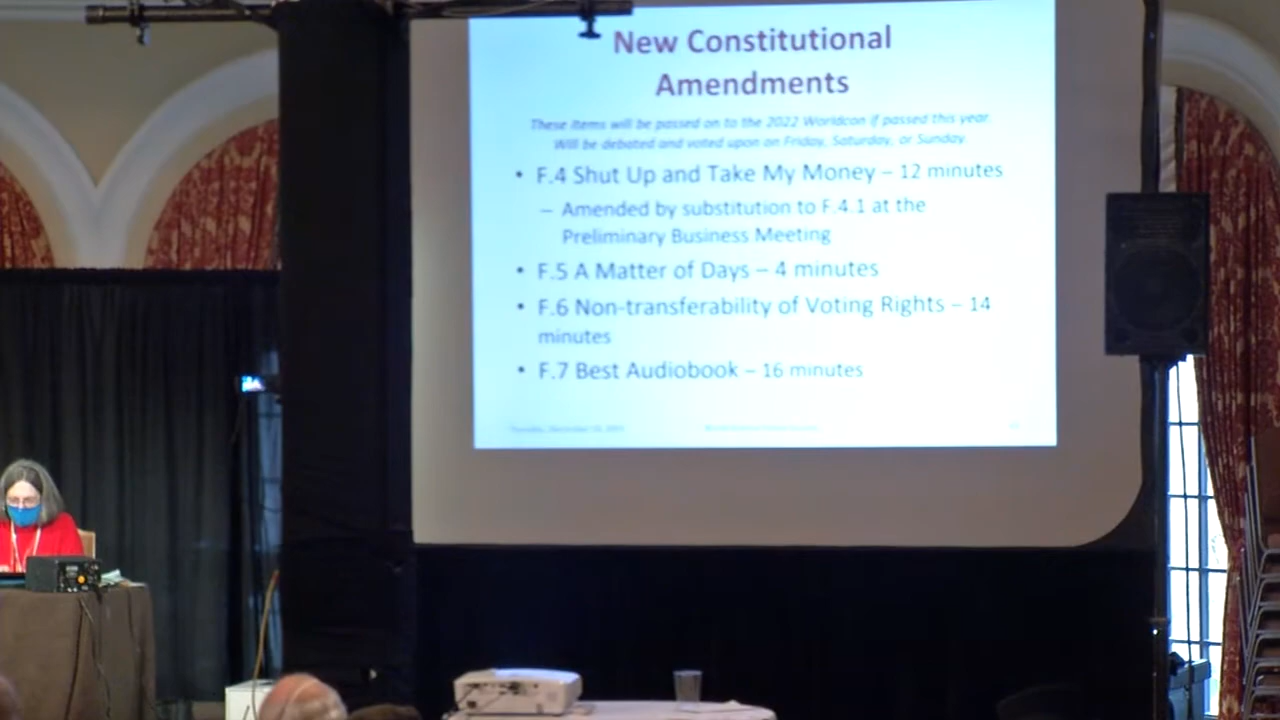 New Constitutional
Amendments
These items will be passed on to the 2022 Worldcon if passed this year.
Will be debated and voted upon on Friday, Saturday, or Sunday.
• F.4 Shut Up and Take My Money – 12 minutes
– Amended by substitution to F.4.1 at the
Preliminary Business Meeting
• F.5 A Matter of Days – 4 minutes
• F.6 Non-transferability of Voting Rights – 14
minutes
• F.7 Best Audiobook – 16 minutes